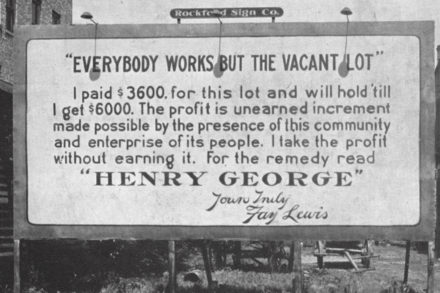 Rockford Sign Co.
"EVERYBODY WORKS BUT THE VACANT LOT"
I paid $3600. for this lot and will hold 'till
I get $6000. The profit is unearned increment
made possible by the presence of this community
and enterprise of its people. I take the profit
without earning it. For the remedy read
"HENRY GEORGE"
Yours Truly
Fay Lewis